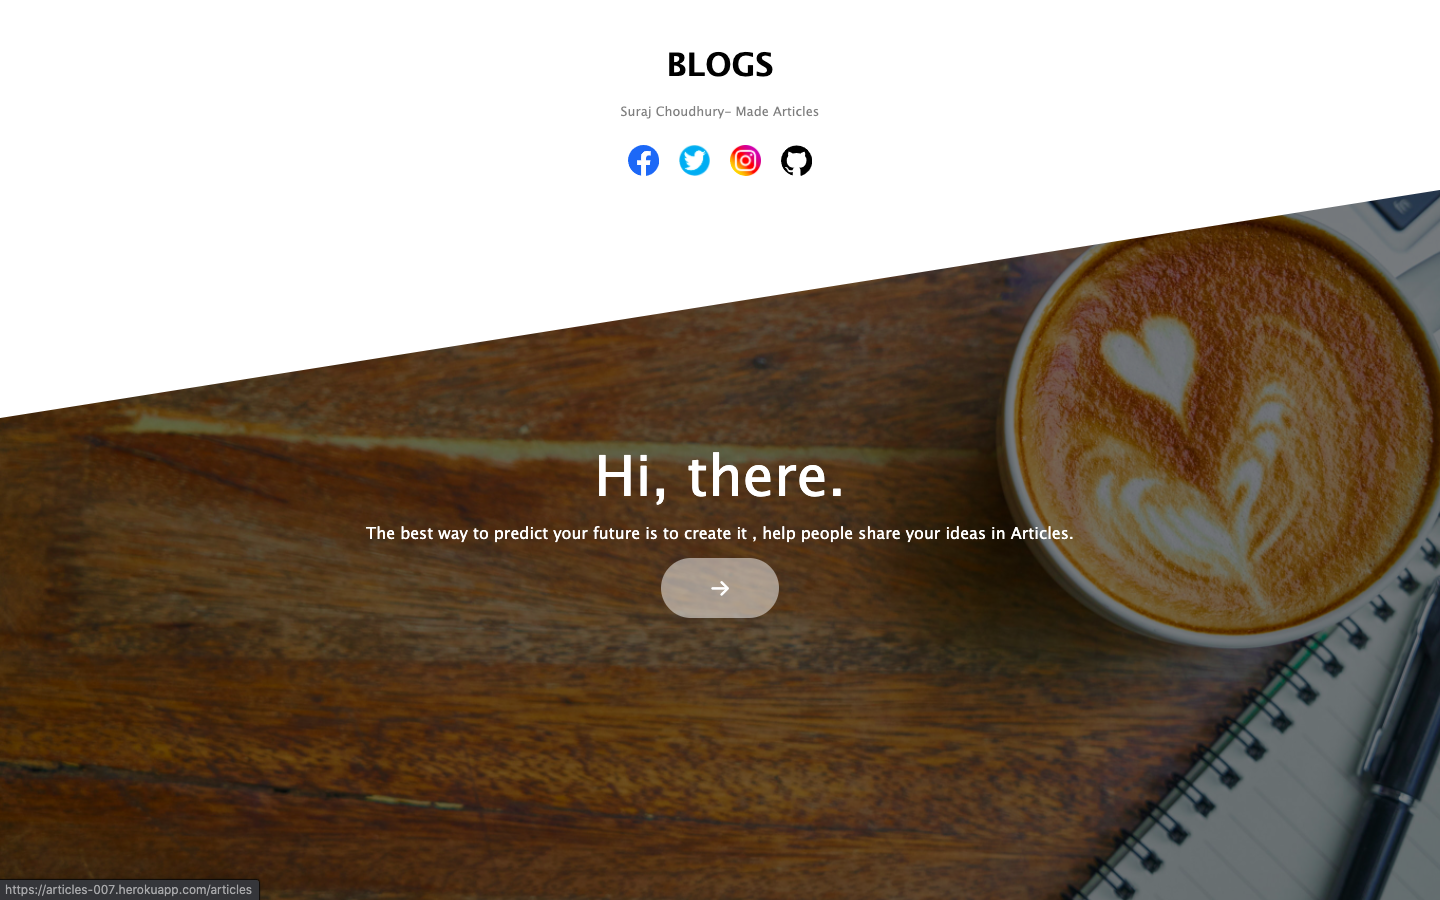 BLOGS
Suraj Choudhury- Made Articles
Hi, there.
The best way to predict your future is to create it , help people share your ideas in Articles.
https://articles-007.herokuapp.com/articles